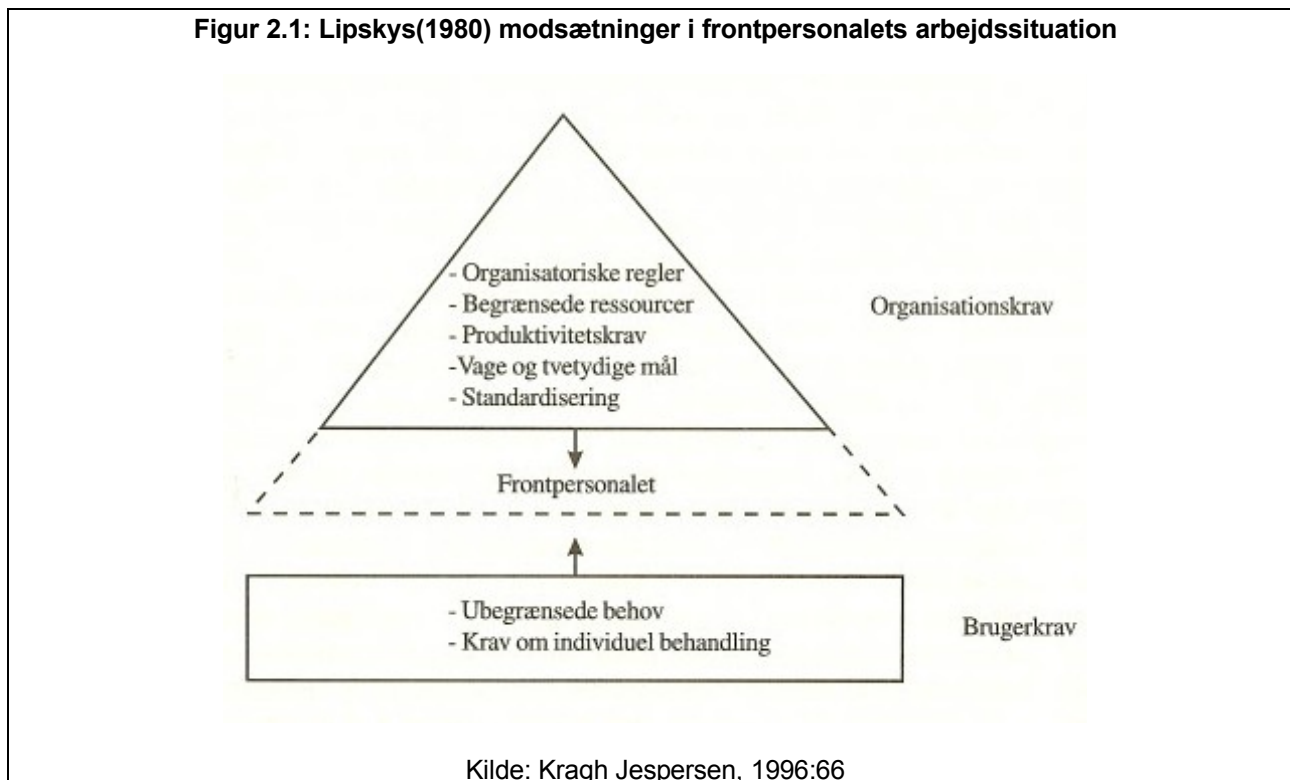 Figur 2.1: Lipskys(1980) modsætninger i frontpersonalets arbejdssituation
- Organisatoriske regler
- Begrænsede ressourcer
- Produktivitetskrav
-Vage og tvetydige mål
- Standardisering
Organisationskrav
Frontpersonalet
- Ubegrænsede behov
- Krav om individuel behandling
Brugerkrav
Kilde: Kragh Jespersen, 1996:66